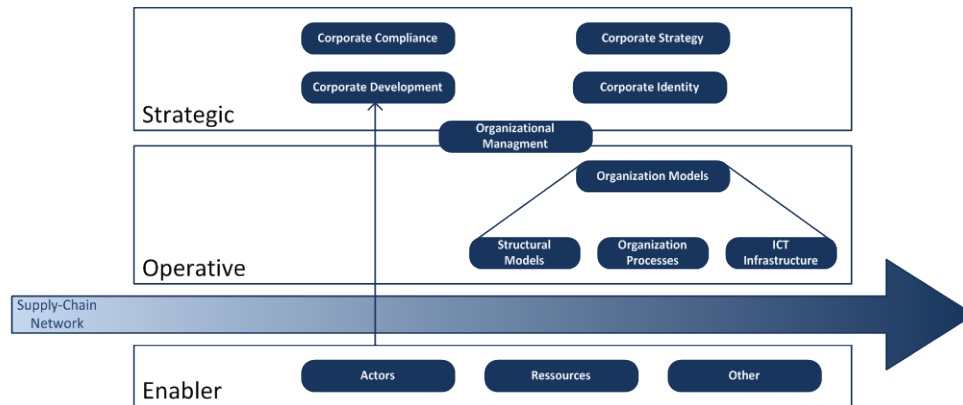 Corporate Compliance
Corporate Strategy
Corporate Development
Corporate Identity
Strategic
Organizational
Managment
Organization Models
Structural
Models
Organization
Processes
ICT
Infrastructure
Operative
Supply-Chain
Network
Actors
Ressources
Other
Enabler